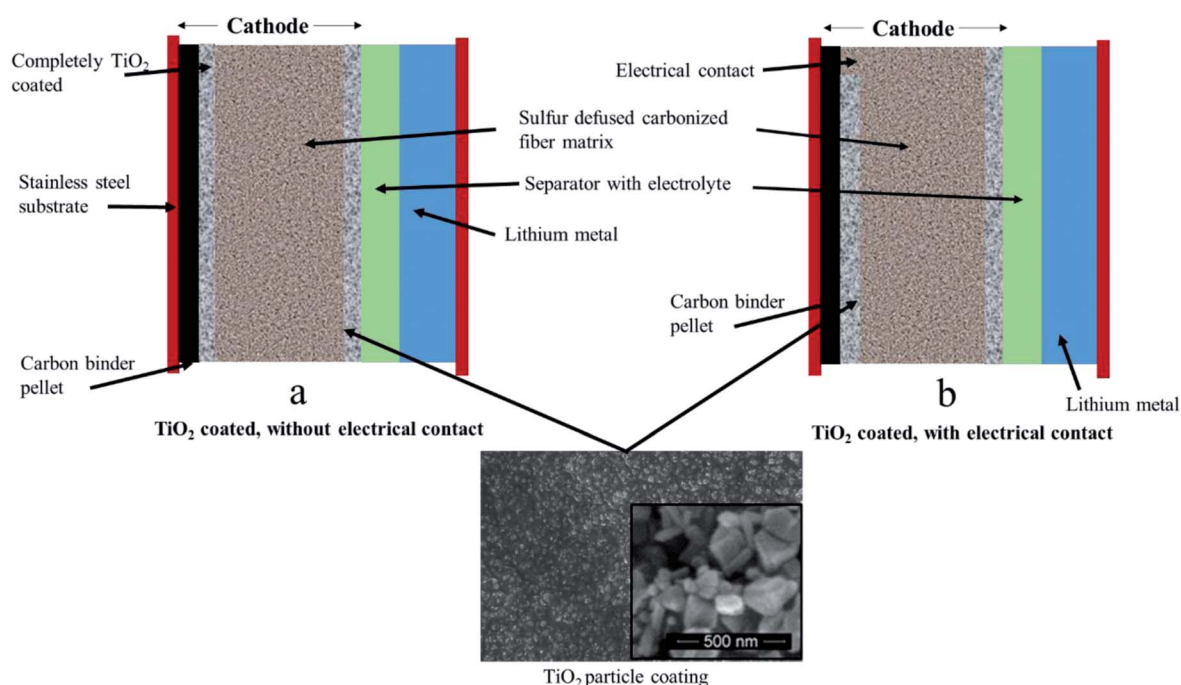 Cathode
Completely TiO₂
coated
Stainless steel
substrate
Carbon binder
pellet
a
TiO₂ coated, without electrical contact
Sulfur defused carbonized
fiber matrix
Separator with electrolyte
Lithium metal
Cathode
Electrical contact
Carbon binder
pellet
b
Lithium metal
TiO₂ coated, with electrical contact
500 nm
TiO₂ particle coating